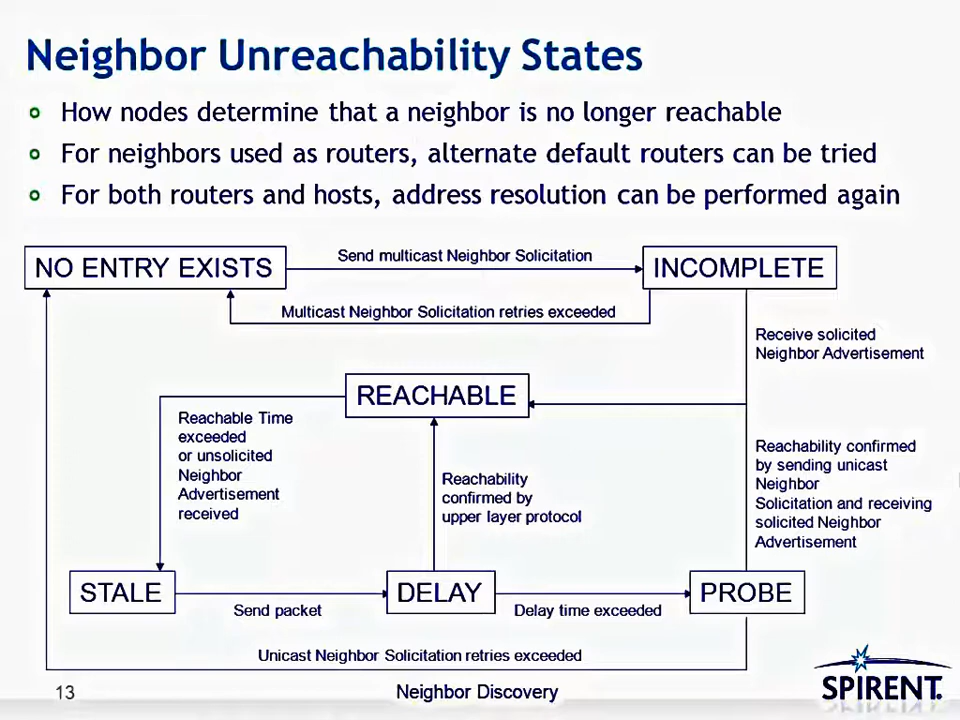 Neighbor Unreachability States
How nodes determine that a neighbor is no longer reachable
For neighbors used as routers, alternate default routers can be tried
For both routers and hosts, address resolution can be performed again
NO ENTRY EXISTS
Send multicast Neighbor Solicitation
INCOMPLETE
Multicast Neighbor Solicitation retries exceeded
Receive solicited
Neighbor Advertisement
REACHABLE
Reachable Time
exceeded
or unsolicited
Neighbor
Advertisement
received
Reachability
confirmed by
upper layer protocol
Reachability confirmed
by sending unicast
Neighbor
Solicitation and receiving
solicited Neighbor
Advertisement
STALE
Send packet
DELAY
Delay time exceeded
PROBE
Unicast Neighbor Solicitation retries exceeded
13
Neighbor Discovery
SPIRENT.